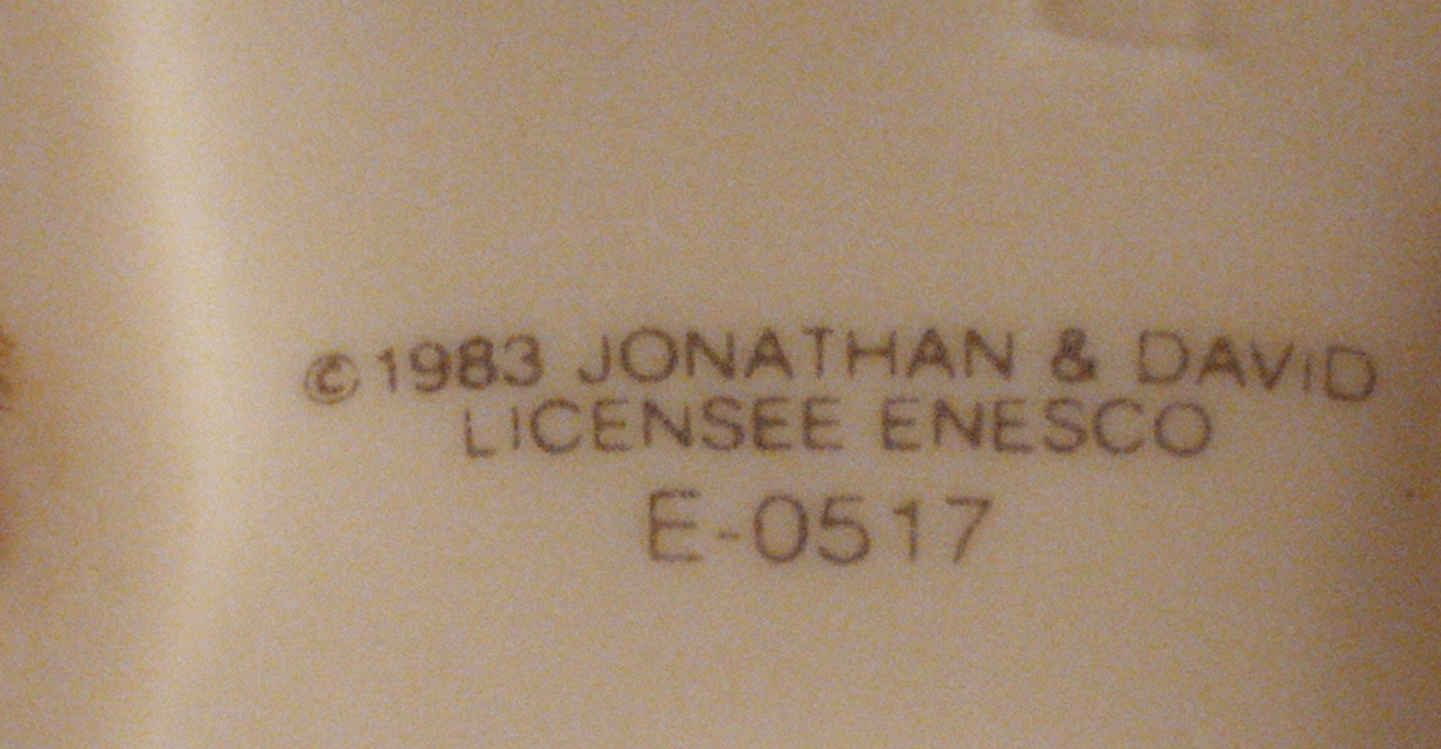 ©1983 JONATHAN & DAVID
LICENSEE ENESCO
E-0517